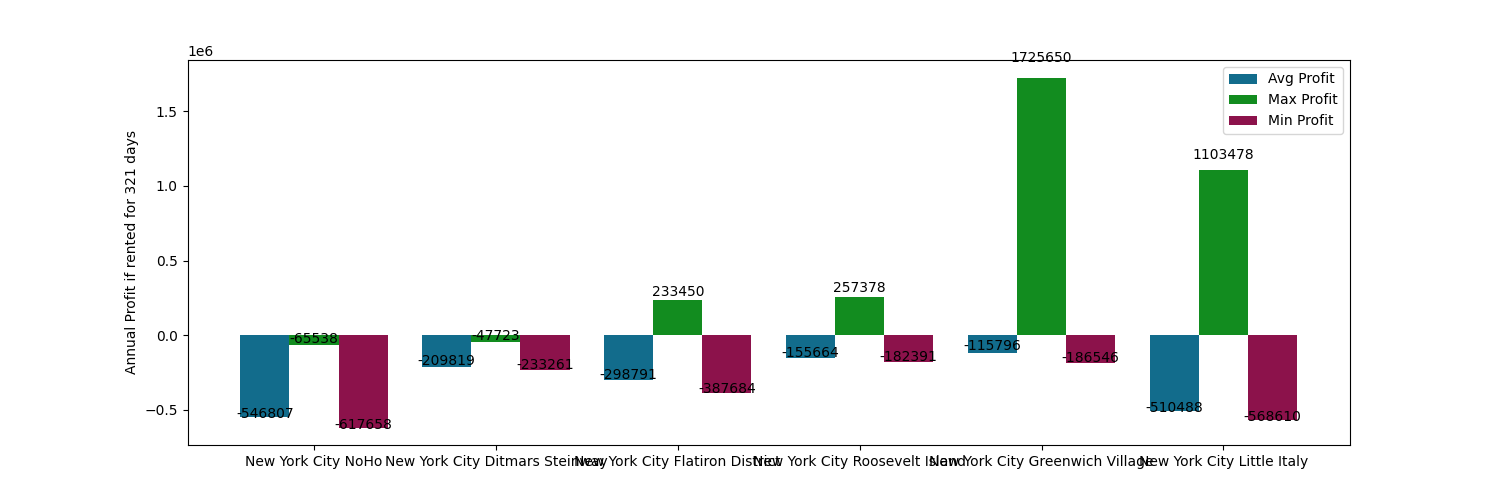 1e6
1725650
Avg Profit
Max Profit
Min Profit
1103478
233450
257378
-65538
-47723
-209819
-233261
-298791
-387684
-155664
-182391
-115796
-186546
-546807
-617658
-510488
-568610
1.5
1.0
0.5
0.0
−0.5
Annual Profit if rented for 321 days
New York City NoHo
New York City Ditmars Steinway
New York City Flatiron District
New York City Roosevelt Island
New York City Greenwich Village
New York City Little Italy